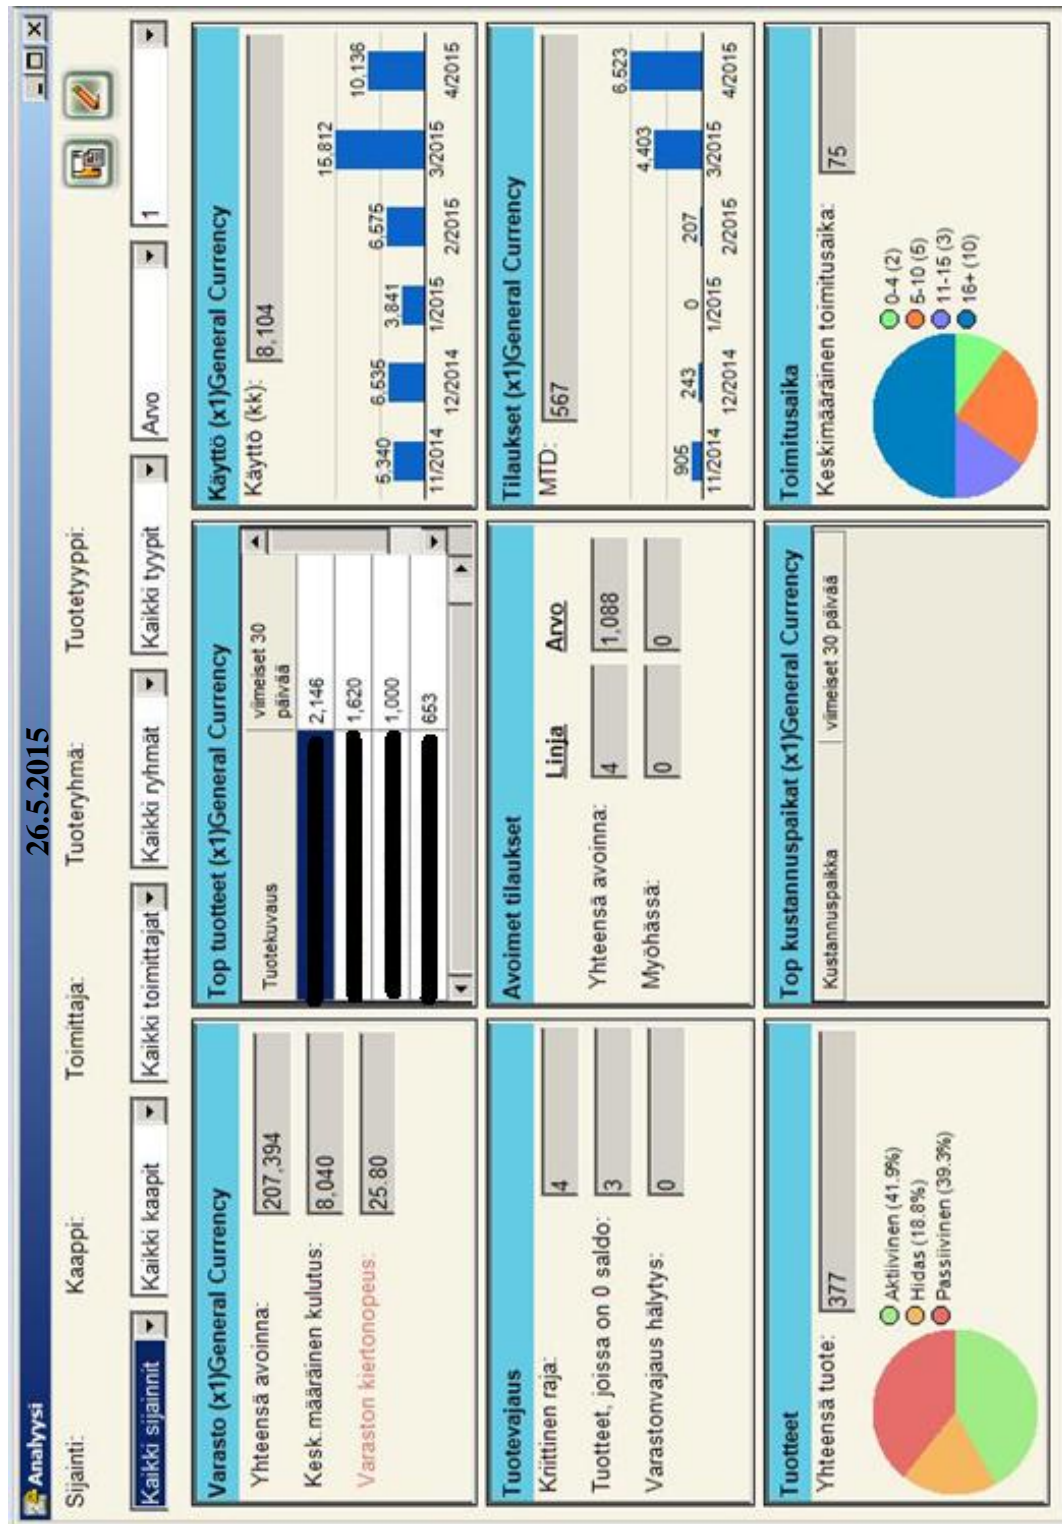 Analyysi
26.5.2015
Sijainti: Kaappi: Toimittaja: Tuoteryhmä: Tuotetyyppi:
Kaikki sijainnit Kaikki kaapit Kaikki toimittajat Kaikki ryhmät Kaikki tyypit Arvo 1
Varasto (x1)General Currency
Yhteensä avoinna: 207,394
Kesk.määräinen kulutus: 8,040
Varaston kiertonopeus: 25.80
Top tuotteet (x1)General Currency
Tuotekuvaus viimeiset 30
päivää
2,146
1,620
1,000
653
Käyttö (x1)General Currency
Käyttö (kk): 8,104
5,340 6,535 3,841 6,575 15,812 10,136
11/2014 12/2014 1/2015 2/2015 3/2015 4/2015
Tuotevajaus
Kriittinen raja: 4
Tuotteet, joissa on 0 saldo: 3
Varastonvajaus hälytys: 0
Avoimet tilaukset
Linja Arvo
Yhteensä avoinna: 4 1,088
Myöhässä: 0 0
Tilaukset (x1)General Currency
MTD: 567
905 243 0 207 4,403 6,523
11/2014 12/2014 1/2015 2/2015 3/2015 4/2015
Tuotteet
Yhteensä tuote: 377
Aktiivinen (41.9%)
Hidas (18.8%)
Passiivinen (39.3%)
Top kustannuspaikat (x1)General Currency
Kustannuspaikka viimeiset 30 päivää
Toimitusaika
Keskimääräinen toimitusaika: 75
0-4 (2)
5-10 (5)
11-15 (3)
16+ (10)